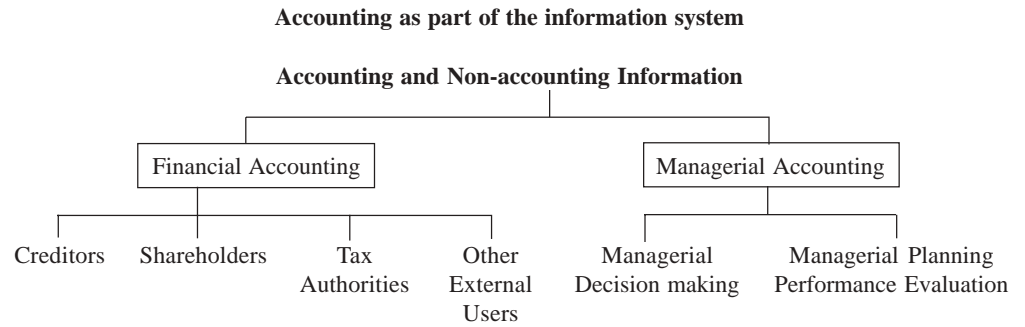 Accounting as part of the information system
Accounting and Non-accounting Information
Financial Accounting
Managerial Accounting
Creditors
Shareholders
Tax
Authorities
Other
External
Users
Managerial
Decision making
Managerial Planning
Performance Evaluation